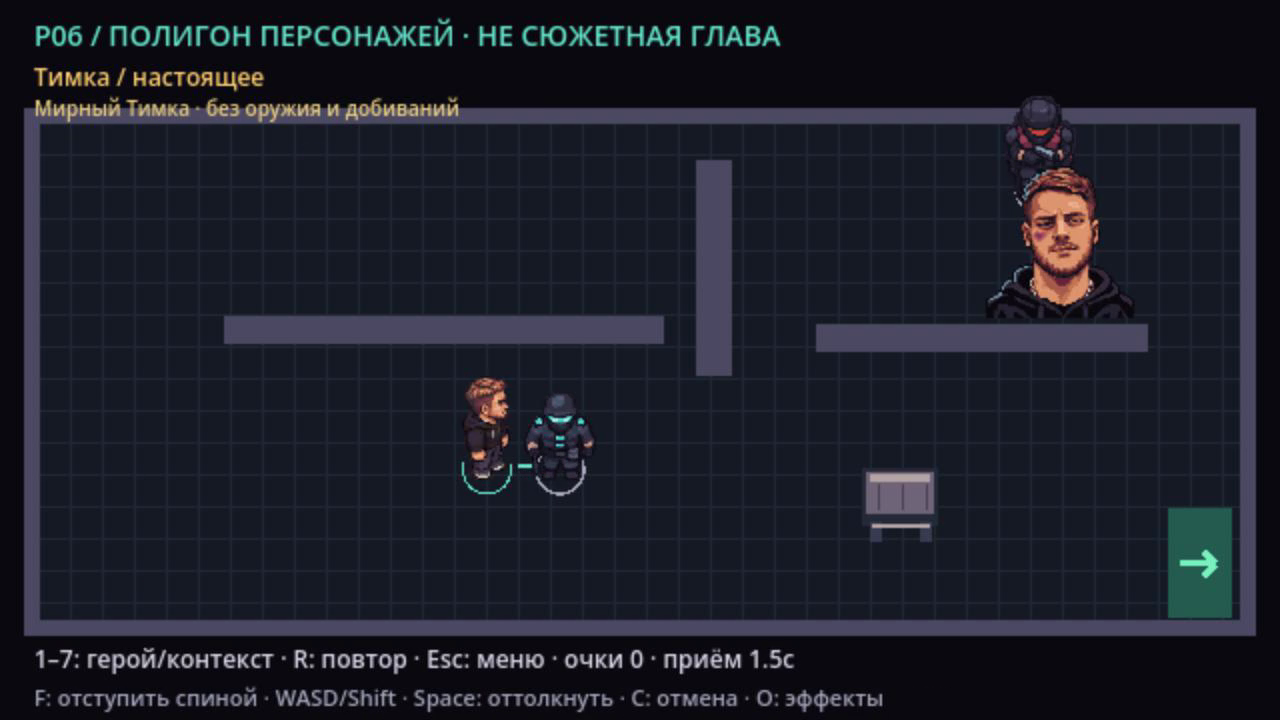 P06 / ПОЛИГОН ПЕРСОНАЖЕЙ · НЕ СЮЖЕТНАЯ ГЛАВА
Тимка / настоящее
Мирный Тимка · без оружия и добиваний
1–7: герой/контекст · R: повтор · Esc: меню · очки 0 · приём 1.5с
F: отступить спиной · WASD/Shift · Space: оттолкнуть · C: отмена · O: эффекты